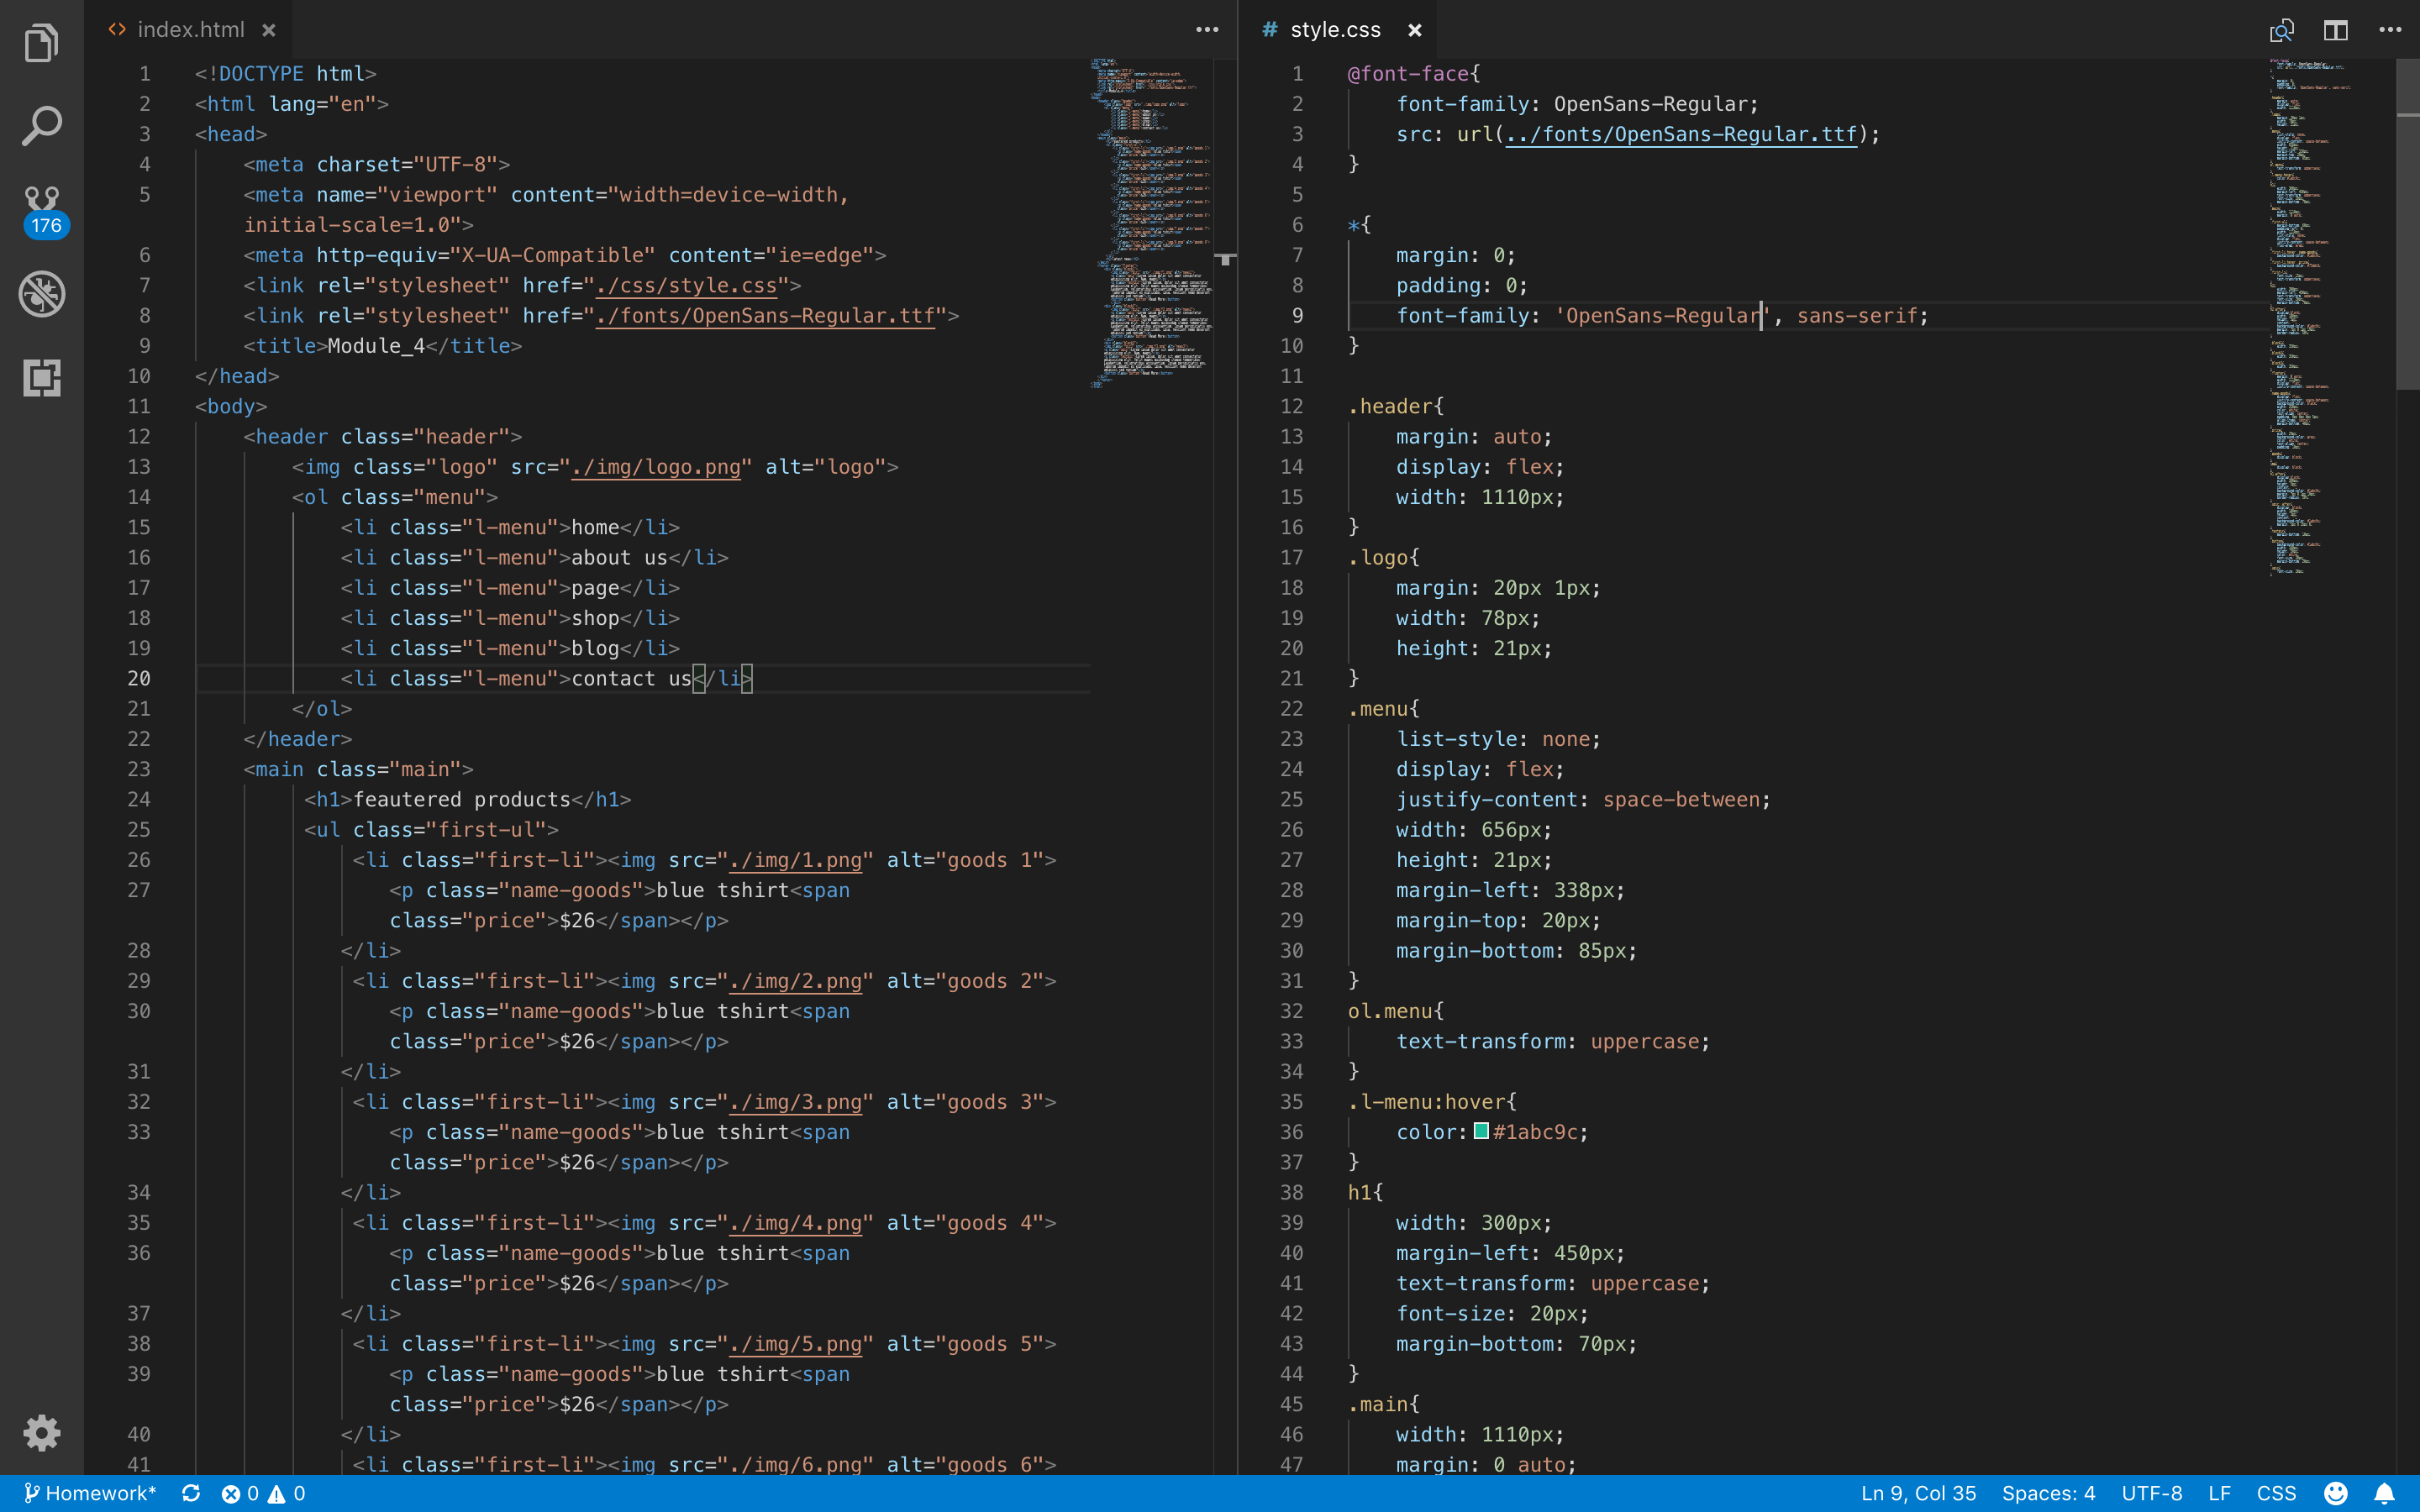 index.html
1 <!DOCTYPE html>
2 <html lang="en">
3 <head>
4 <meta charset="UTF-8">
5 <meta name="viewport" content="width=device-width,
initial-scale=1.0">
6 <meta http-equiv="X-UA-Compatible" content="ie=edge">
7 <link rel="stylesheet" href="./css/style.css">
8 <link rel="stylesheet" href="./fonts/OpenSans-Regular.ttf">
9 <title>Module_4</title>
10 </head>
11 <body>
12 <header class="header">
13 <img class="logo" src="./img/logo.png" alt="logo">
14 <ol class="menu">
15 <li class="l-menu">home</li>
16 <li class="l-menu">about us</li>
17 <li class="l-menu">page</li>
18 <li class="l-menu">shop</li>
19 <li class="l-menu">blog</li>
20 <li class="l-menu">contact us</li>
21 </ol>
22 </header>
23 <main class="main">
24 <h1>feautered products</h1>
25 <ul class="first-ul">
26 <li class="first-li"><img src="./img/1.png" alt="goods 1">
27 <p class="name-goods">blue tshirt<span
class="price">$26</span></p>
28 </li>
29 <li class="first-li"><img src="./img/2.png" alt="goods 2">
30 <p class="name-goods">blue tshirt<span
class="price">$26</span></p>
31 </li>
32 <li class="first-li"><img src="./img/3.png" alt="goods 3">
33 <p class="name-goods">blue tshirt<span
class="price">$26</span></p>
34 </li>
35 <li class="first-li"><img src="./img/4.png" alt="goods 4">
36 <p class="name-goods">blue tshirt<span
class="price">$26</span></p>
37 </li>
38 <li class="first-li"><img src="./img/5.png" alt="goods 5">
39 <p class="name-goods">blue tshirt<span
class="price">$26</span></p>
40 </li>
41 <li class="first-li"><img src="./img/6.png" alt="goods 6">
# style.css
1 @font-face{
2 font-family: OpenSans-Regular;
3 src: url(../fonts/OpenSans-Regular.ttf);
4 }
5
6 *{
7 margin: 0;
8 padding: 0;
9 font-family: 'OpenSans-Regular', sans-serif;
10 }
11
12 .header{
13 margin: auto;
14 display: flex;
15 width: 1110px;
16 }
17 .logo{
18 margin: 20px 1px;
19 width: 78px;
20 height: 21px;
21 }
22 .menu{
23 list-style: none;
24 display: flex;
25 justify-content: space-between;
26 width: 656px;
27 height: 21px;
28 margin-left: 338px;
29 margin-top: 20px;
30 margin-bottom: 85px;
31 }
32 ol.menu{
33 text-transform: uppercase;
34 }
35 .l-menu:hover{
36 color: #1abc9c;
37 }
38 h1{
39 width: 300px;
40 margin-left: 450px;
41 text-transform: uppercase;
42 font-size: 20px;
43 margin-bottom: 70px;
44 }
45 .main{
46 width: 1110px;
47 margin: 0 auto;
176
Homework* 0 0
Ln 9, Col 35 Spaces: 4 UTF-8 LF CSS